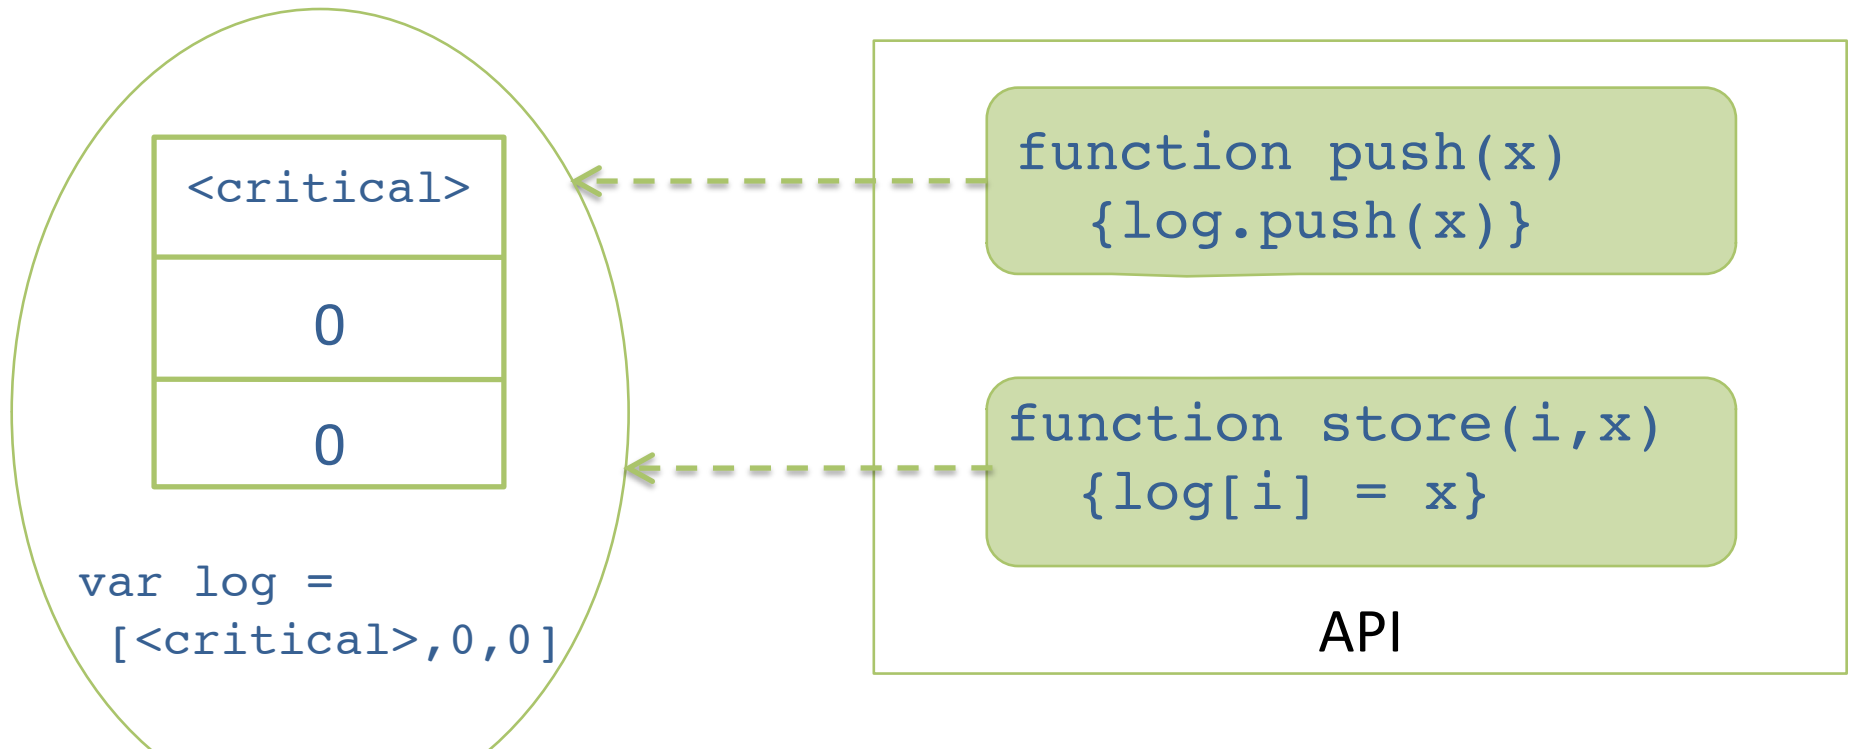 <critical>
0
0
var log =
[<critical>,0,0]
function push(x)
{log.push(x)}
function store(i,x)
{log[i] = x}
API